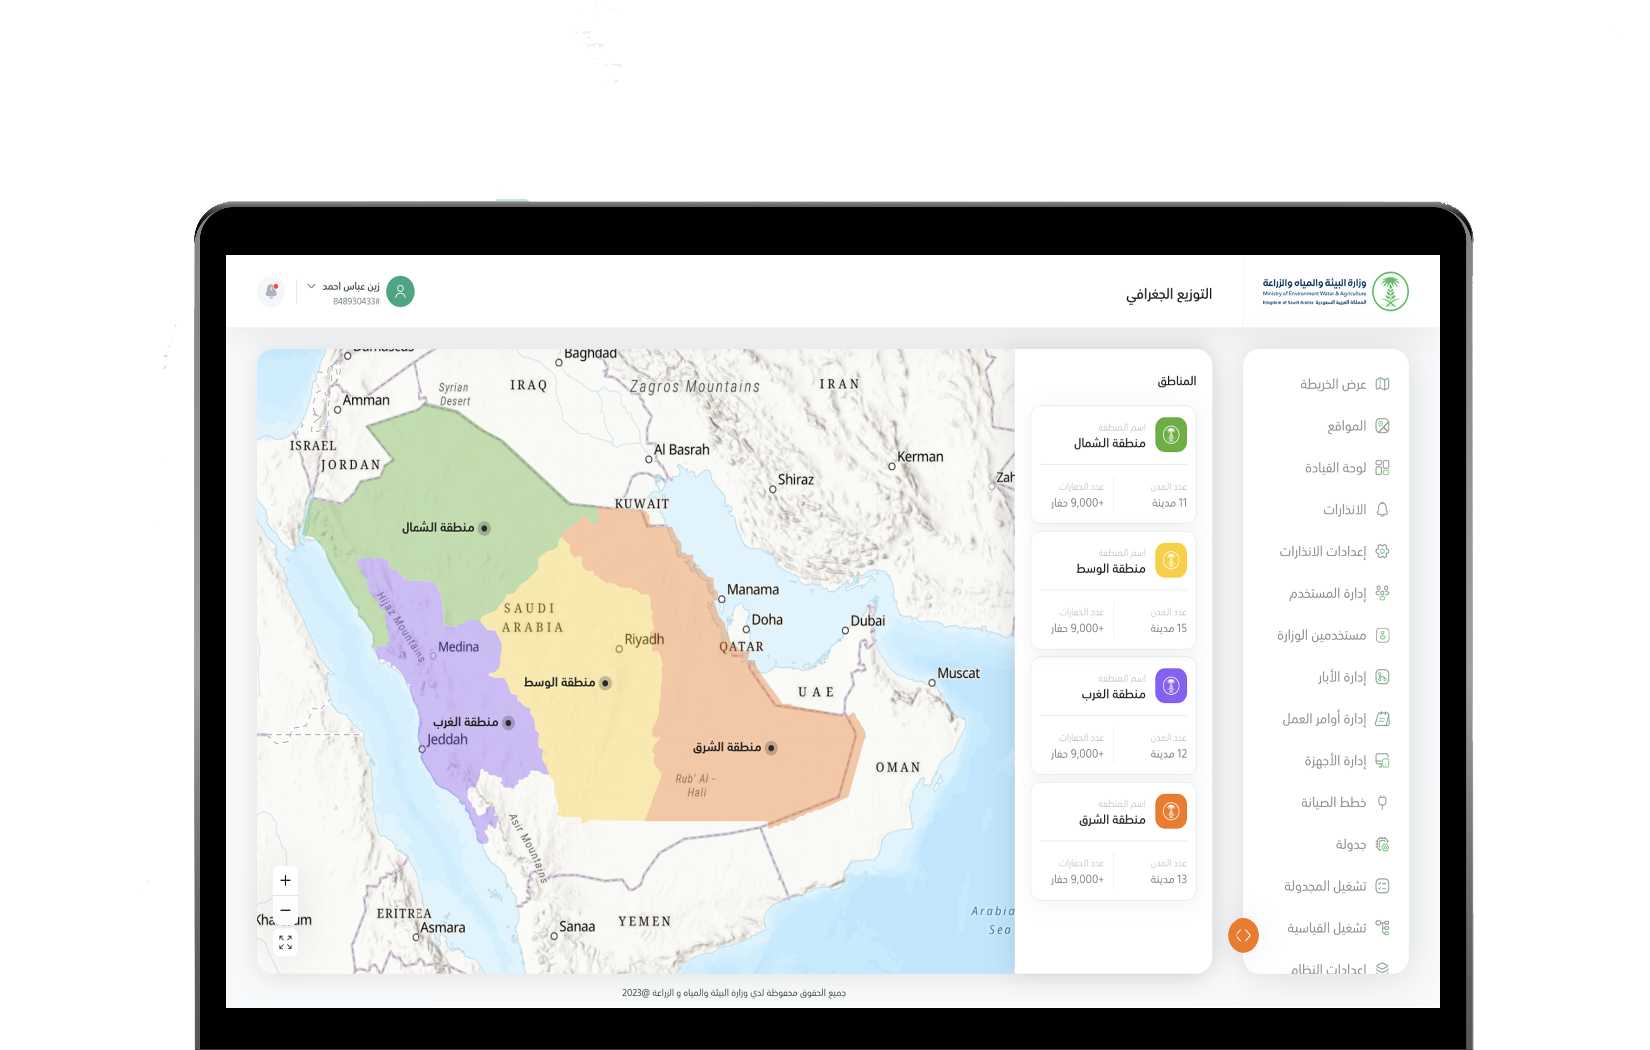 وزارة البيئة والمياه والزراعة
Ministry of Environment Water & Agriculture
المملكة العربية السعودية Kingdom of Saudi Arabia
التوزيع الجغرافي
زين عباس احمد
848930433#
عرض الخريطة
المواقع
لوحة القيادة
الانذارات
إعدادات الانذارات
إدارة المستخدم
مستخدمين الوزارة
إدارة الأبار
إدارة أوامر العمل
إدارة الأجهزة
خطط الصيانة
جدولة
تشغيل المجدولة
تشغيل القياسية
إعدادات النظام
المناطق
اسم المنطقة
منطقة الشمال
عدد المدن
11 مدينة
عدد الحفارات
+9,000 حفار
اسم المنطقة
منطقة الوسط
عدد المدن
15 مدينة
عدد الحفارات
+9,000 حفار
اسم المنطقة
منطقة الغرب
عدد المدن
12 مدينة
عدد الحفارات
+9,000 حفار
اسم المنطقة
منطقة الشرق
عدد المدن
13 مدينة
عدد الحفارات
+9,000 حفار
Damascus
Baghdad
Syrian
Desert
IRAQ
Zagros Mountains
IRAN
Amman
ISRAEL
JORDAN
Al Basrah
Kerman
Shiraz
Zah
KUWAIT
منطقة الشمال
Manama
Hijaz Mountains
SAUDI
ARABIA
Doha
Dubai
Medina
Riyadh
QATAR
Muscat
منطقة الوسط
UAE
منطقة الغرب
Jeddah
منطقة الشرق
OMAN
Rub' Al -
Hali
Asir Mountains
+
−
ERITREA
Asmara
Sanaa
YEMEN
Arabia
Sea
جميع الحقوق محفوظة لدي وزارة البيئة والمياه و الزراعة @2023